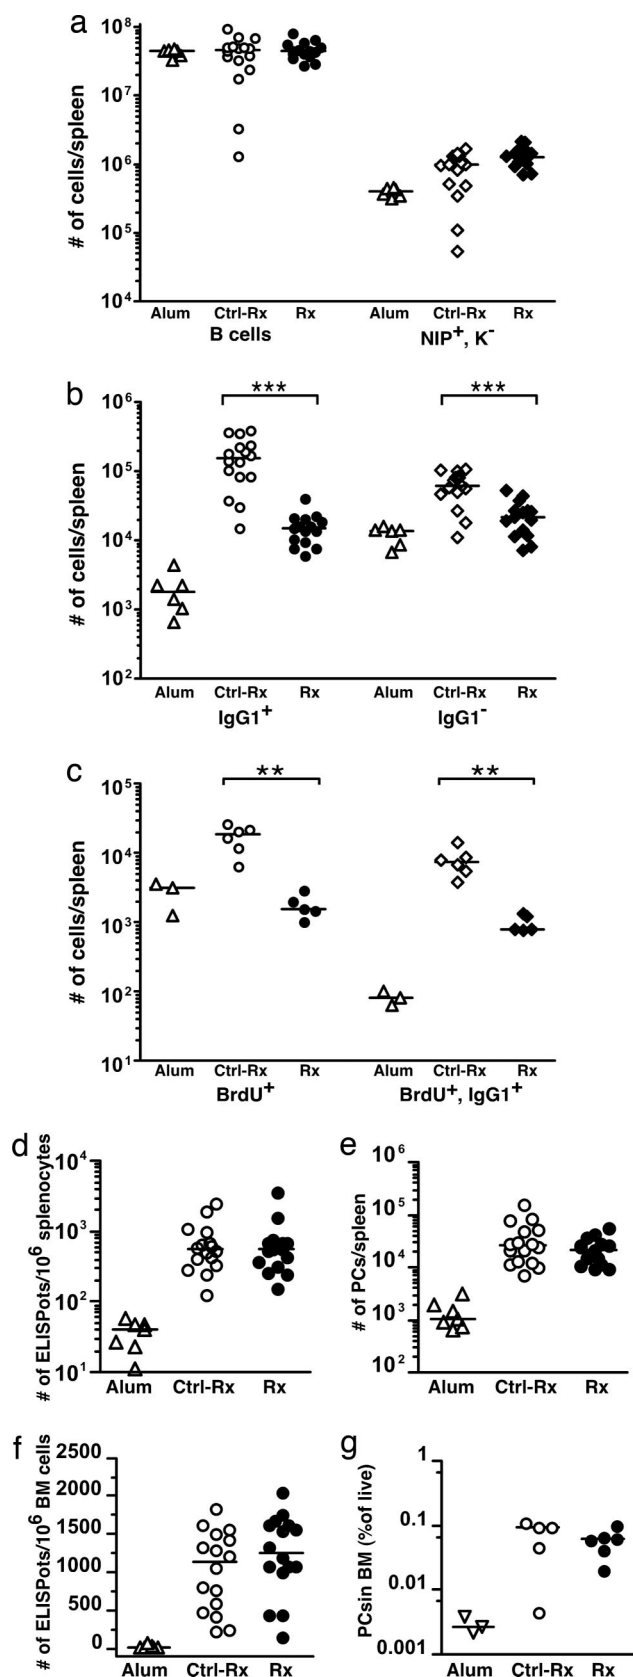 a
10^8
10^7
10^6
10^5
10^4
# of cells/spleen
Alum Ctrl-Rx Rx Alum Ctrl-Rx Rx
B cells NIP+, K-
b
*** ***
10^6
10^5
10^4
10^3
10^2
# of cells/spleen
Alum Ctrl-Rx Rx Alum Ctrl-Rx Rx
IgG1+ IgG1-
c
** **
10^5
10^4
10^3
10^2
10^1
# of cells/spleen
Alum Ctrl-Rx Rx Alum Ctrl-Rx Rx
BrdU+ BrdU+, IgG1+
d
10^4
10^3
10^2
10^1
# of ELISPots/10^6 splenocytes
Alum Ctrl-Rx Rx
e
10^6
10^5
10^4
10^3
10^2
# of PCs/spleen
Alum Ctrl-Rx Rx
f
2500
2000
1500
1000
500
0
# of ELISPots/10^6 BM cells
Alum Ctrl-Rx Rx
g
1
0.1
0.01
0.001
PCsin BM (%of live)
Alum Ctrl-Rx Rx